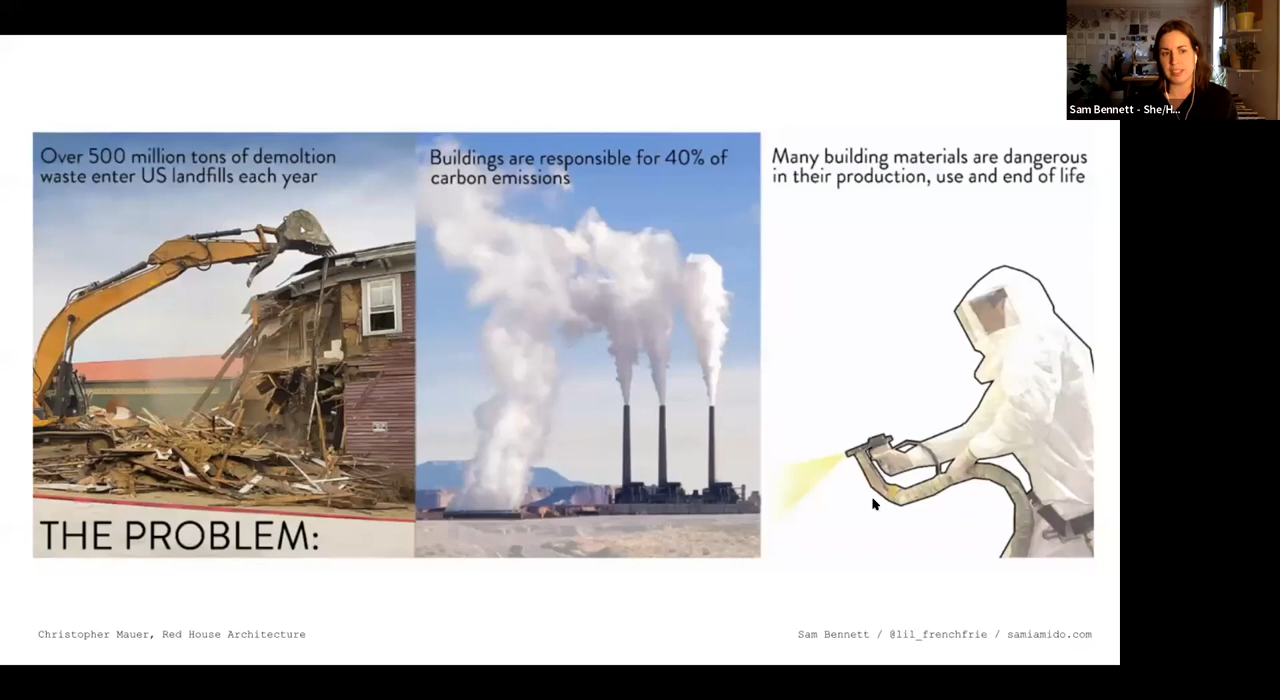 Sam Bennett - She/H...
Over 500 million tons of demoltion
waste enter US landfills each year
Buildings are responsible for 40% of
carbon emissions
Many building materials are dangerous
in their production, use and end of life
THE PROBLEM:
Christopher Mauer, Red House Architecture
Sam Bennett / @lil_frenchfrie / samiamido.com